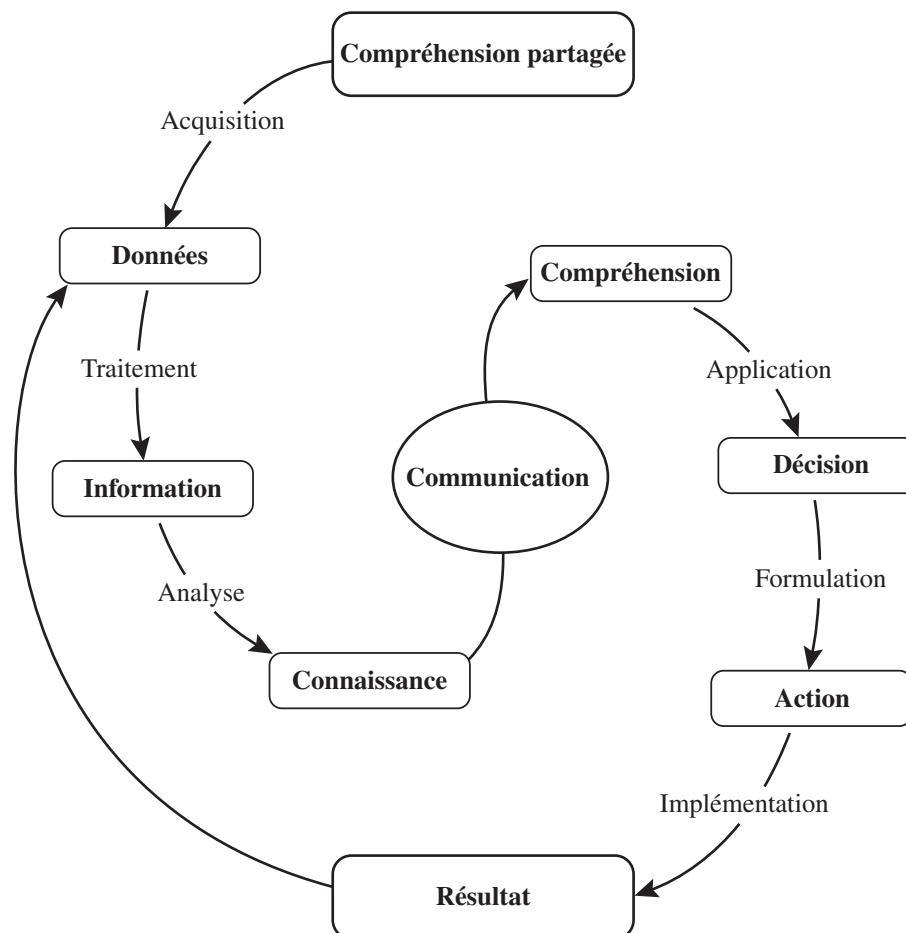 Compréhension partagée
Acquisition
Données
Compréhension
Traitement
Application
Communication
Décision
Information
Formulation
Analyse
Connaissance
Action
Implémentation
Résultat